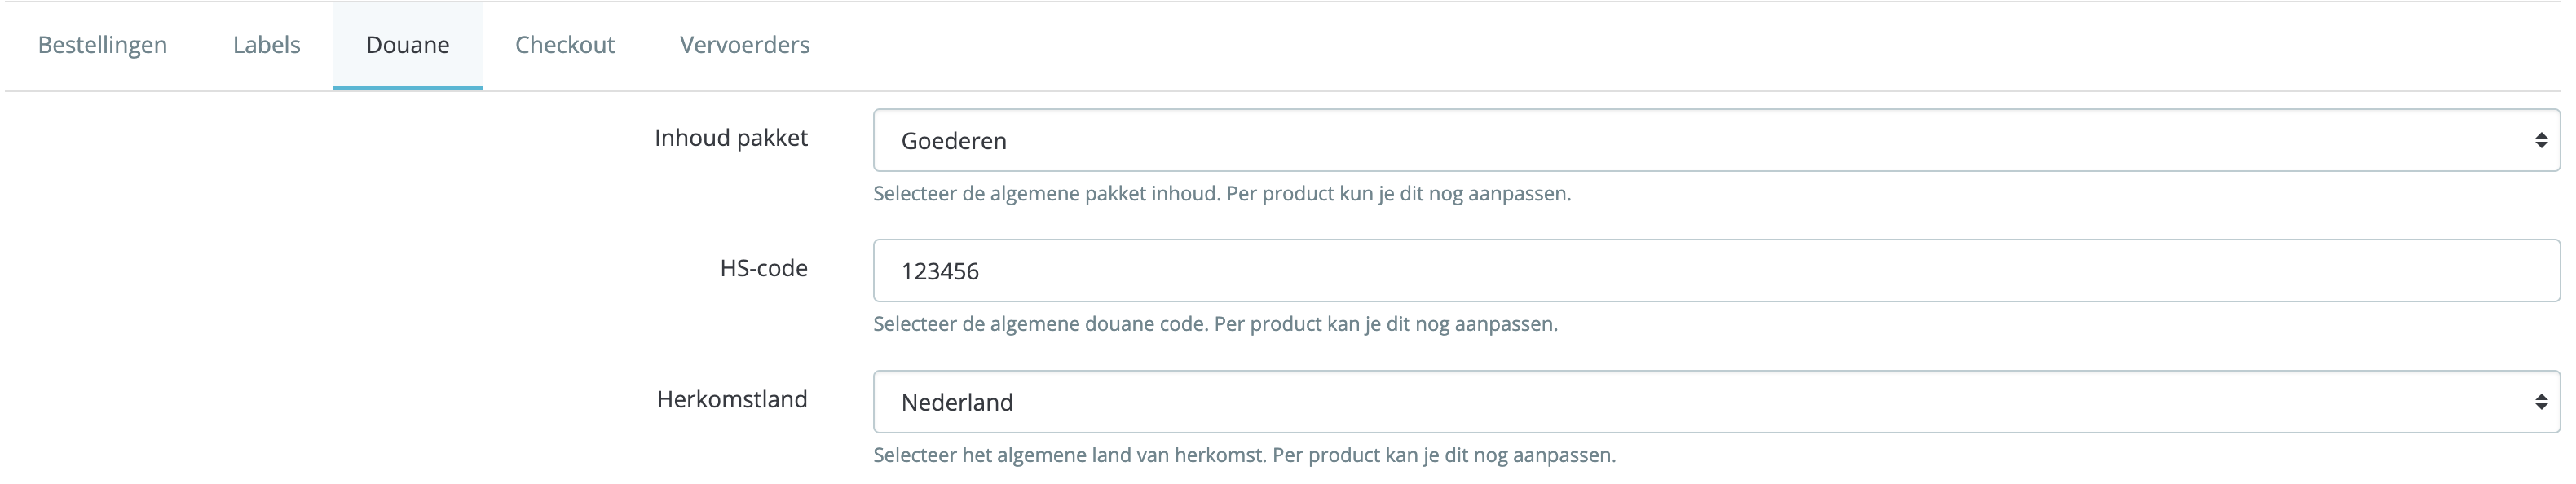 Bestellingen Labels Douane Checkout Vervoerders
Inhoud pakket Goederen
Selecteer de algemene pakket inhoud. Per product kun je dit nog aanpassen.
HS-code 123456
Selecteer de algemene douane code. Per product kan je dit nog aanpassen.
Herkomstland Nederland
Selecteer het algemene land van herkomst. Per product kan je dit nog aanpassen.